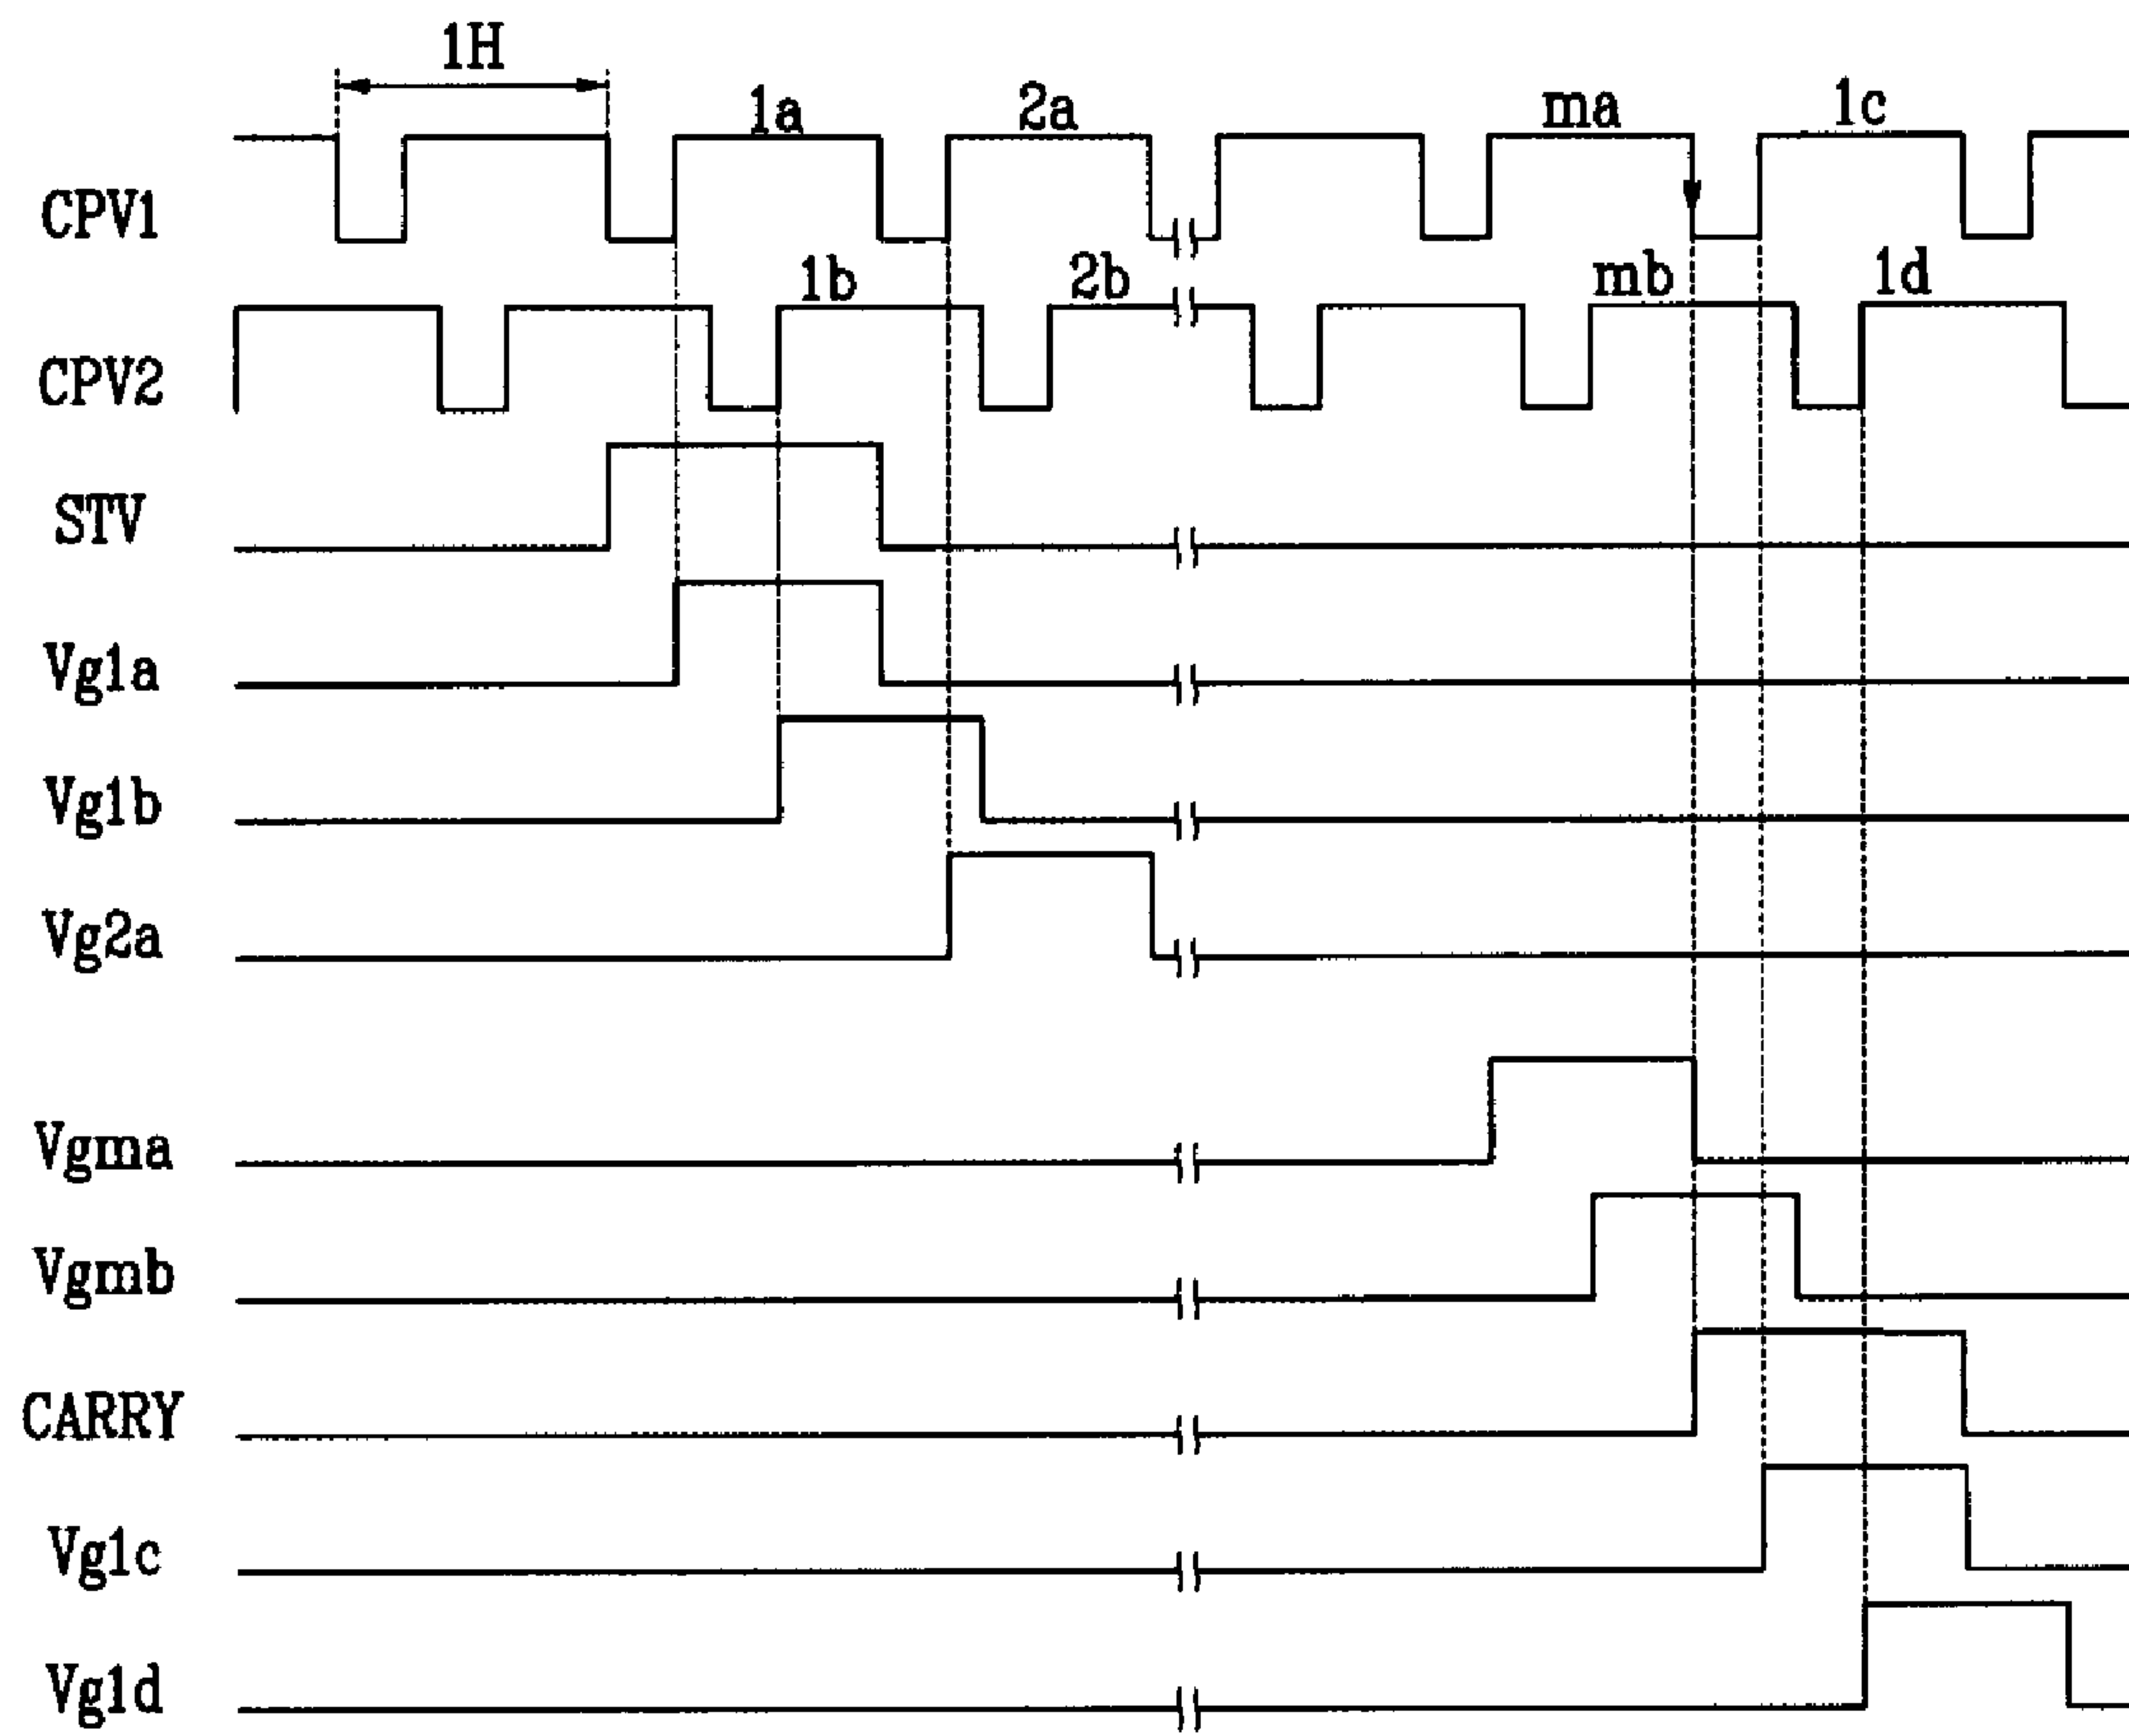 1H
1a 2a ma 1c
CPV1
1b 2b mb 1d
CPV2
STV
Vg1a
Vg1b
Vg2a
Vgma
Vgmb
CARRY
Vg1c
Vg1d